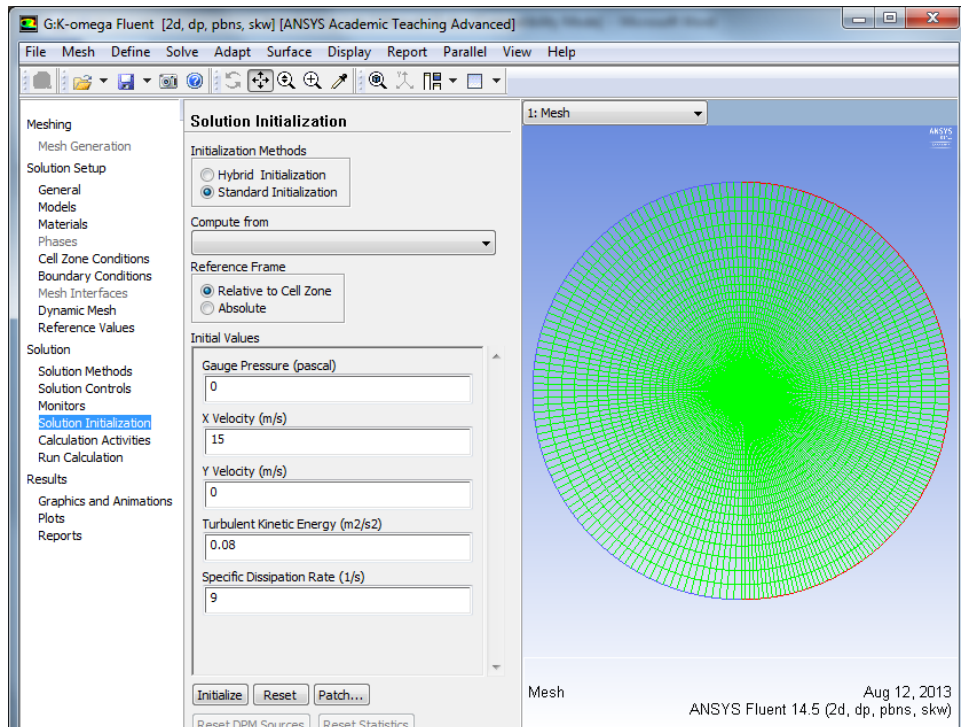 G:K-omega Fluent [2d, dp, pbns, skw] [ANSYS Academic Teaching Advanced]
File Mesh Define Solve Adapt Surface Display Report Parallel View Help
Meshing
Mesh Generation
Solution Setup
General
Models
Materials
Phases
Cell Zone Conditions
Boundary Conditions
Mesh Interfaces
Dynamic Mesh
Reference Values
Solution
Solution Methods
Solution Controls
Monitors
Solution Initialization
Calculation Activities
Run Calculation
Results
Graphics and Animations
Plots
Reports
Solution Initialization
Initialization Methods
Hybrid Initialization
Standard Initialization
Compute from
Reference Frame
Relative to Cell Zone
Absolute
Initial Values
Gauge Pressure (pascal)
0
X Velocity (m/s)
15
Y Velocity (m/s)
0
Turbulent Kinetic Energy (m2/s2)
0.08
Specific Dissipation Rate (1/s)
9
Initialize Reset Patch...
Reset DPM Sources Reset Statistics
1: Mesh
ANSYS
Mesh Aug 12, 2013
ANSYS Fluent 14.5 (2d, dp, pbns, skw)